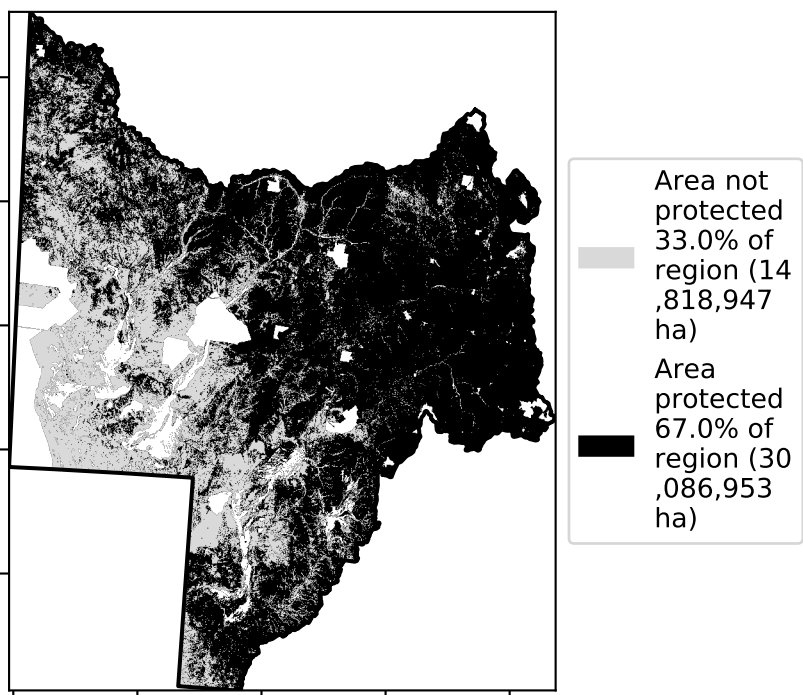 Area not
protected
33.0% of
region (14
,818,947
ha)
Area
protected
67.0% of
region (30
,086,953
ha)